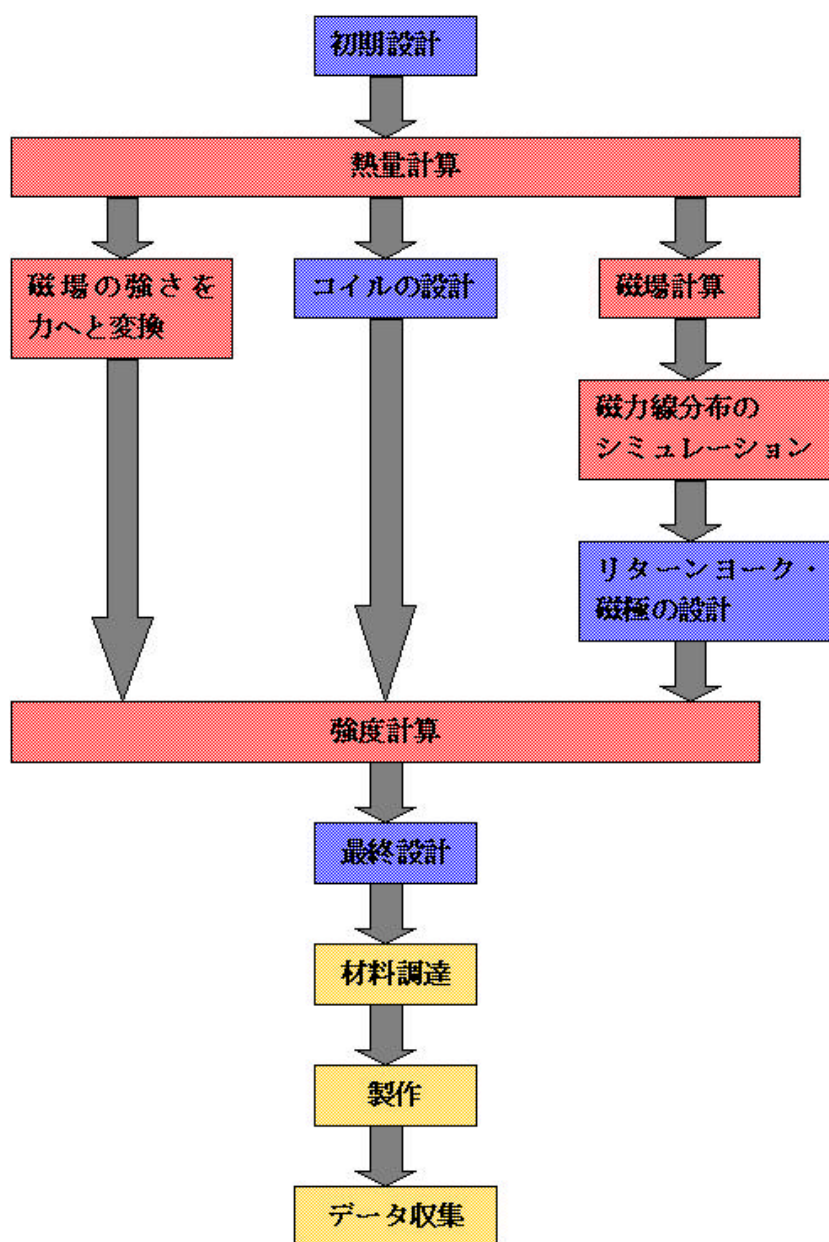 初期設計
熱量計算
磁場の強さを
力へと変換
コイルの設計
磁場計算
磁力線分布の
シミュレーション
リターンヨーク・
磁極の設計
強度計算
最終設計
材料調達
製作
データ収集